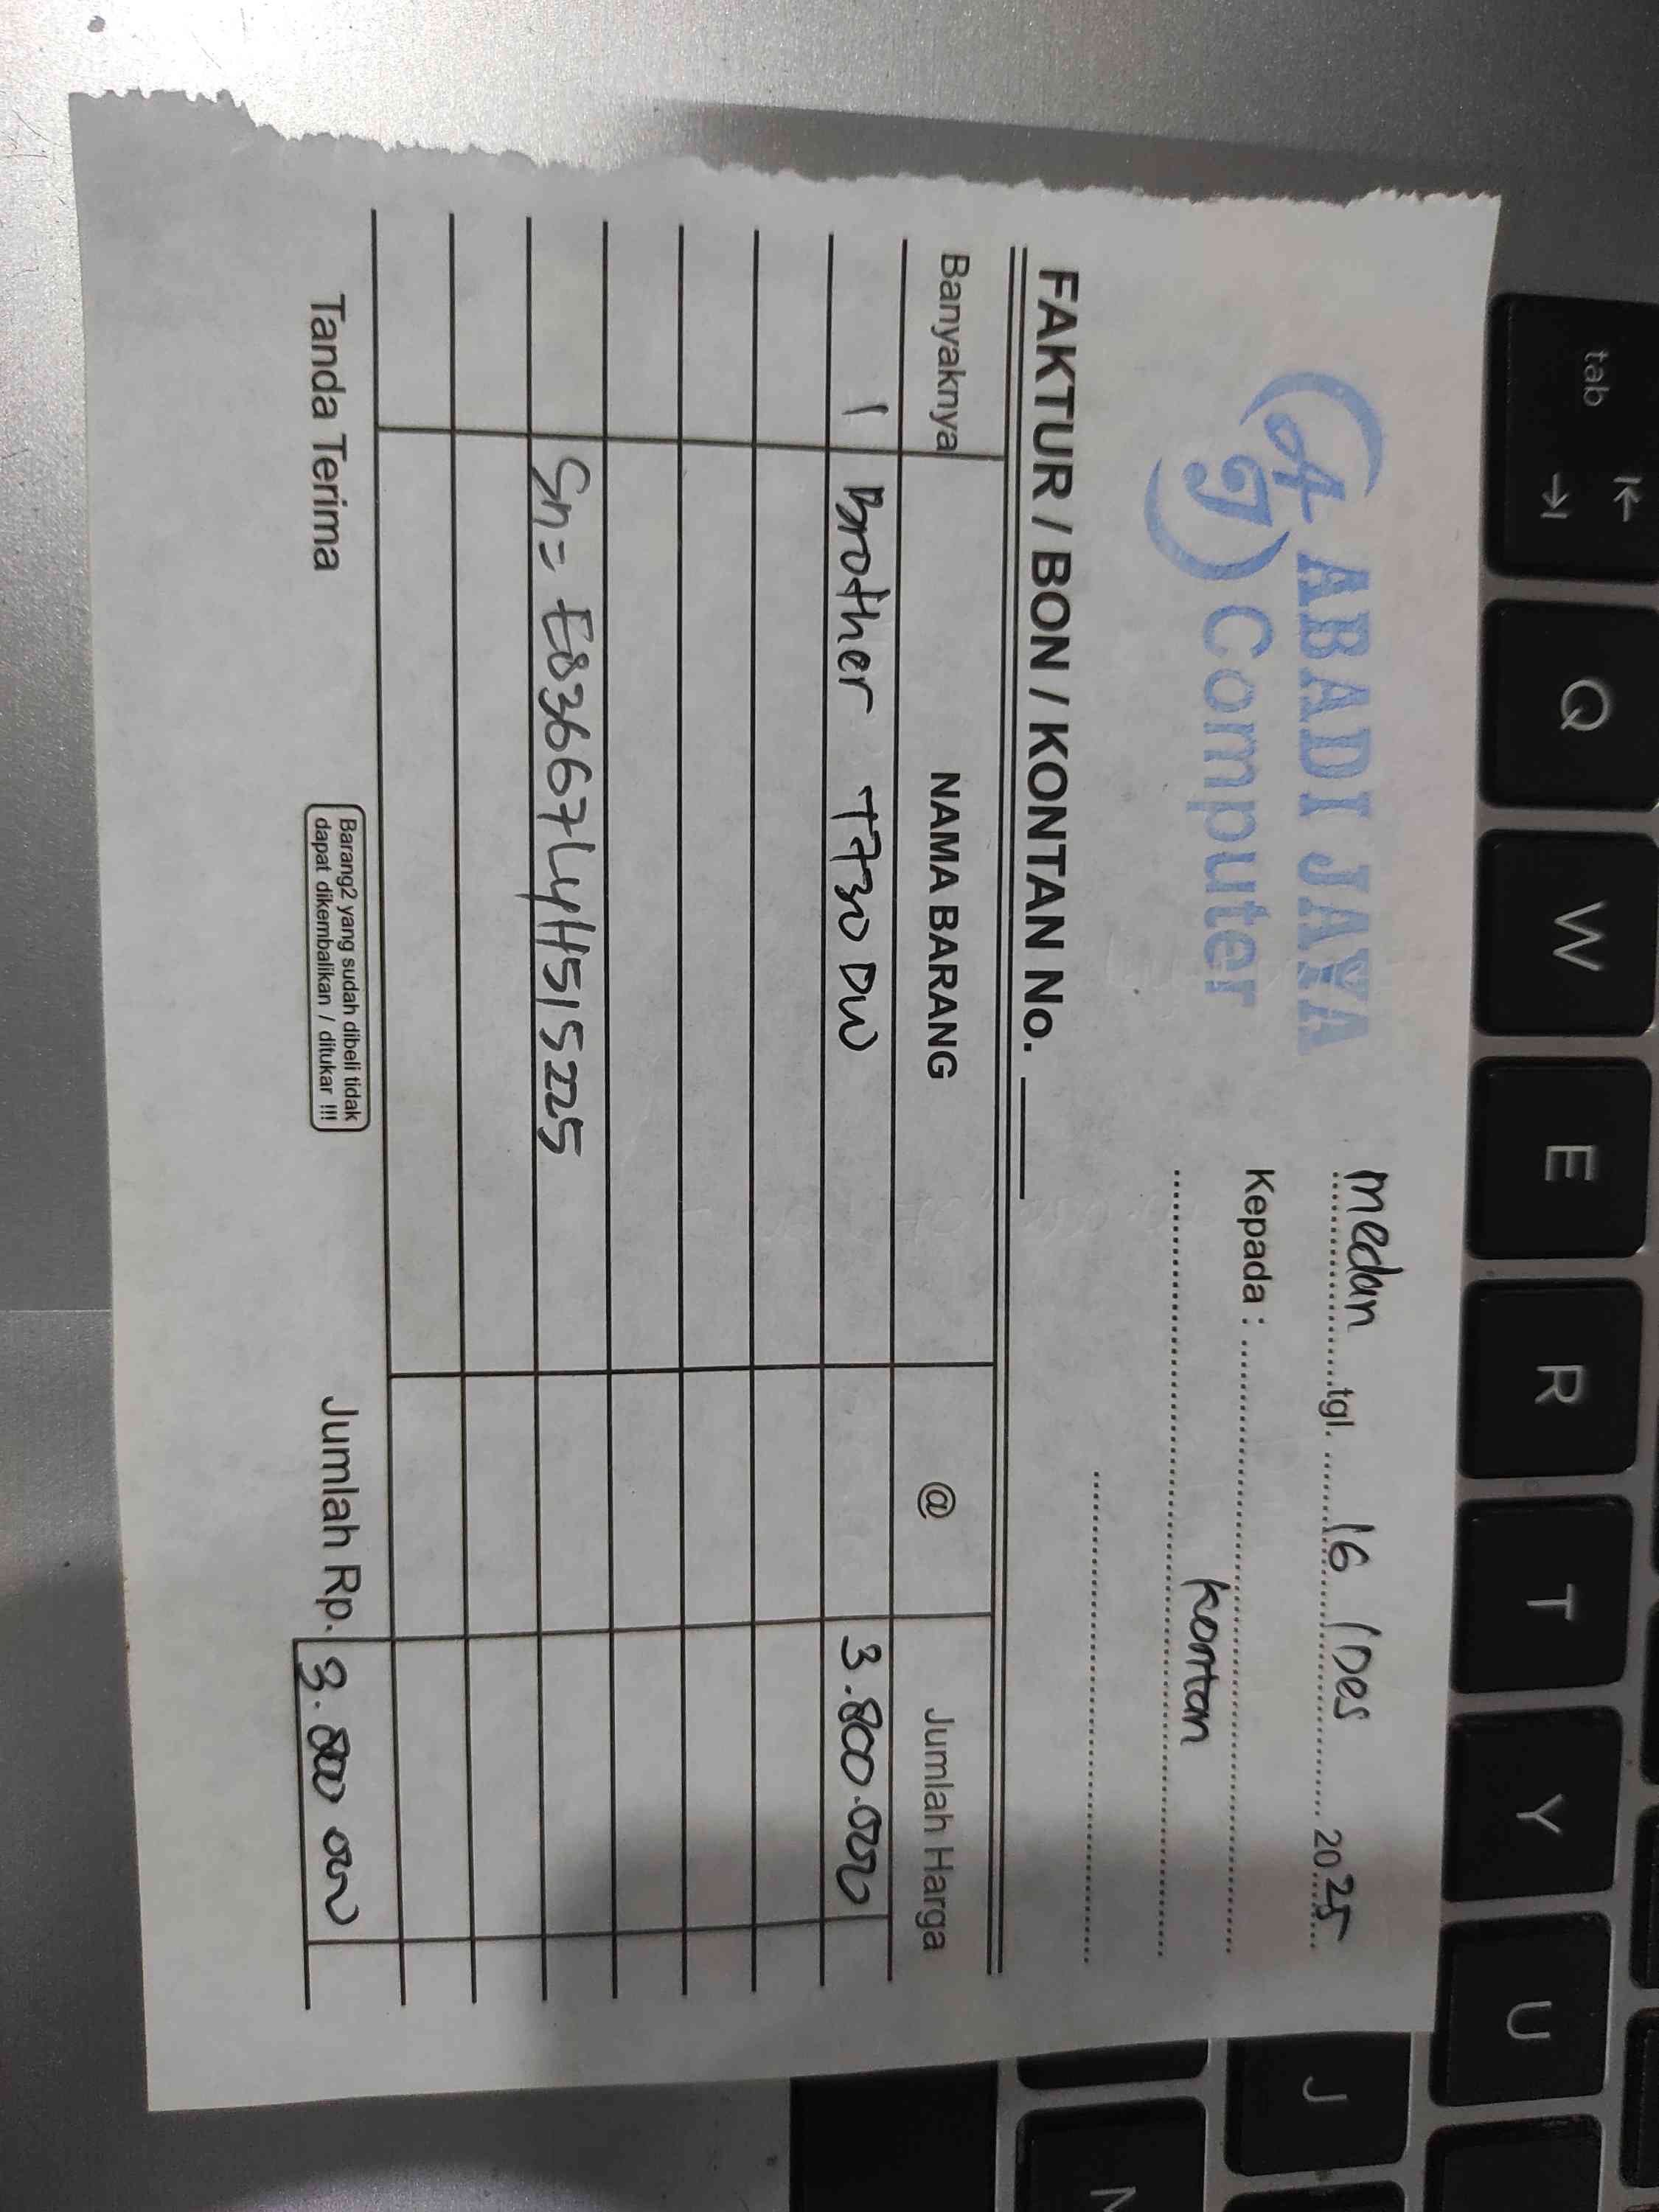 AJ ABADI JAYA
Computer
medan tgl. 16 / Des 2025
Kepada :
Kontan
FAKTUR / BON / KONTAN No.
Banyaknya NAMA BARANG @ Jumlah Harga
1 Brother T730 DW 3.800.000
Sn = E83667L4H515225
Tanda Terima
Barang2 yang sudah dibeli tidak
dapat dikembalikan / ditukar !!!
Jumlah Rp. 3.800 000
tab
Q
W
E
R
T
Y
U
J
M